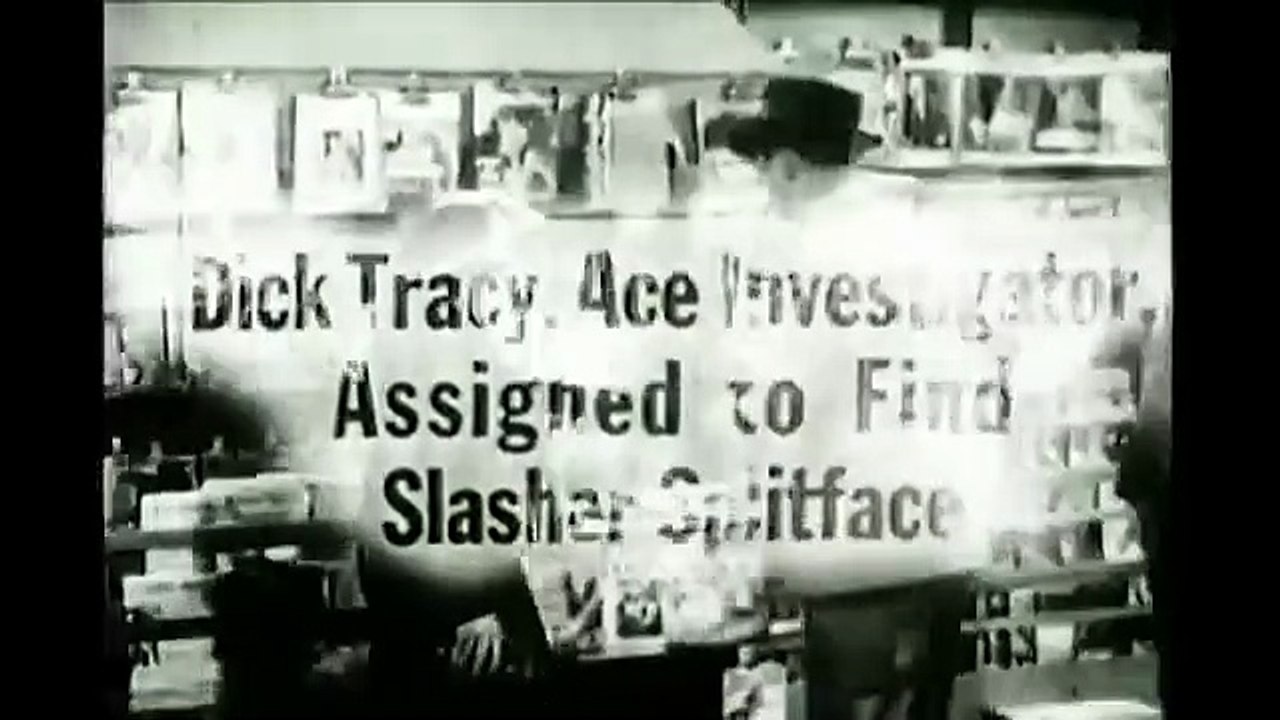 Dick Tracy, Ace Investigator,
Assigned to Find
Slasher Splitface